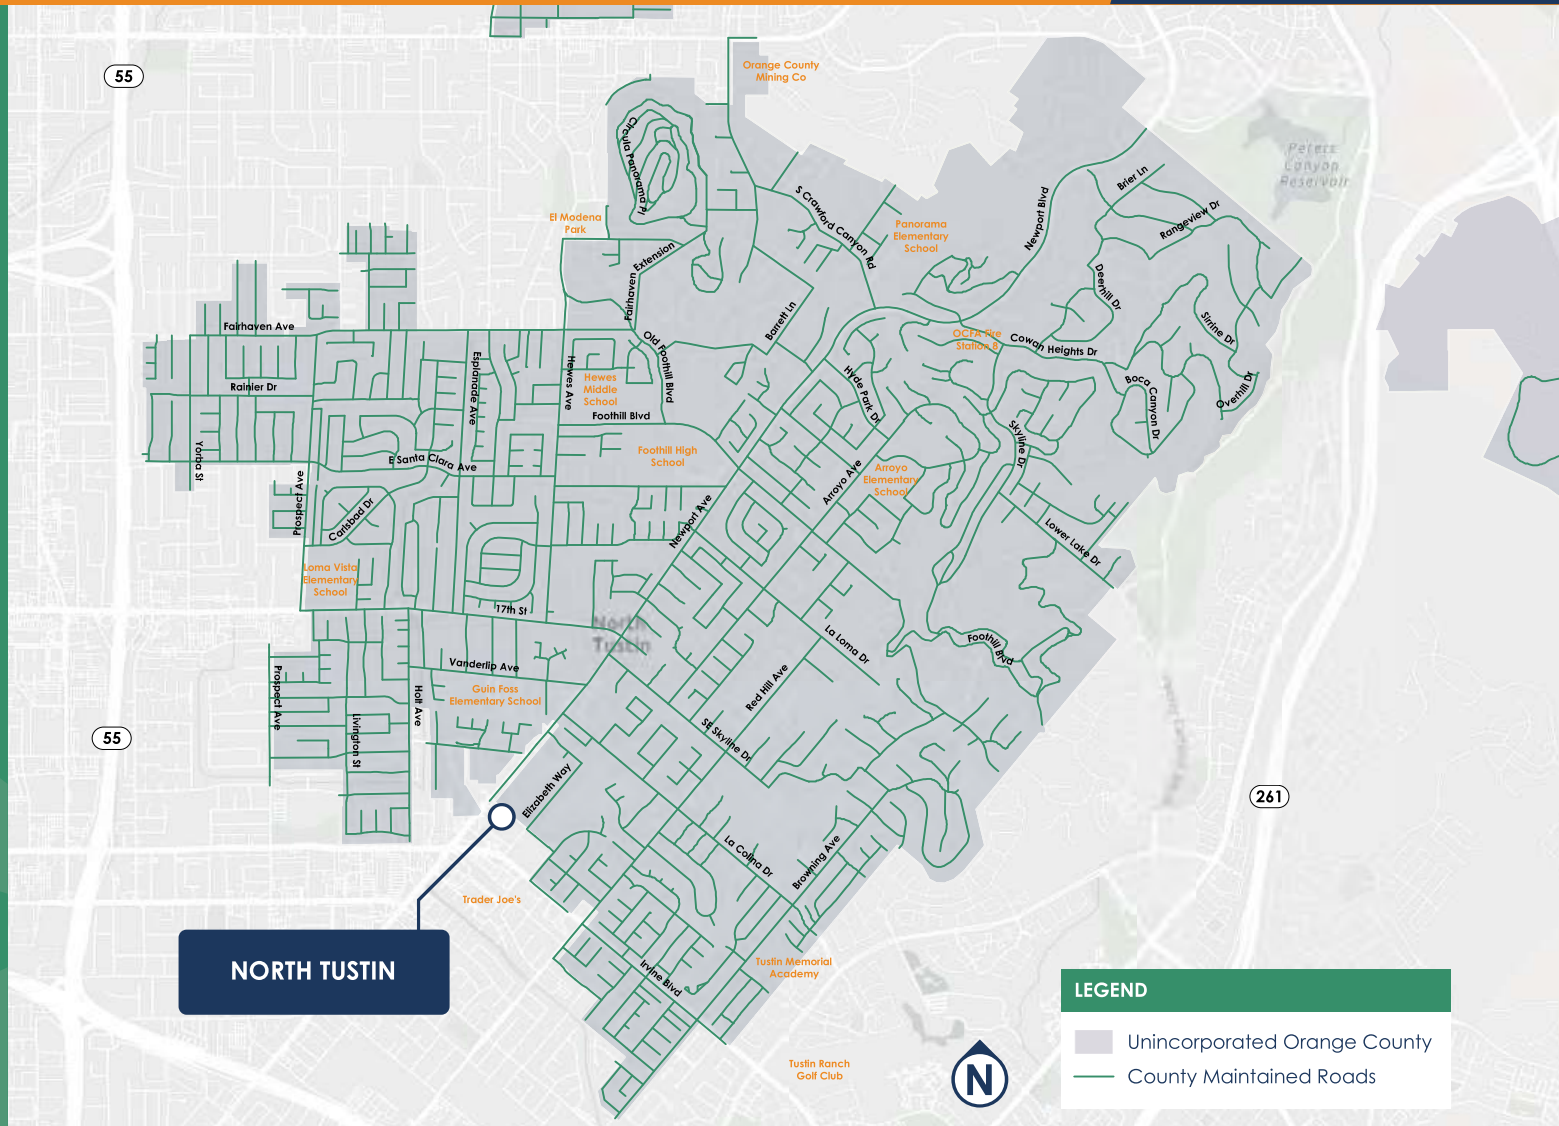 55
Orange County
Mining Co
Circula Panorama Pl
Peters
Canyon
Reservoir
Brier Ln
Rangeview Dr
S Crawford Canyon Rd
Newport Blvd
El Modena
Park
Panorama
Elementary
School
Fairhaven Extension
Deerhill Dr
Barrett Ln
Sirrine Dr
Fairhaven Ave
OCFA Fire
Station 8
Cowan Heights Dr
Old Foothill Blvd
Esplanade Ave
Hewes Ave
Hewes
Middle
School
Hyde Park Dr
Boca Canyon Dr
Overhill Dr
Rainier Dr
Foothill Blvd
Yorba St
E Santa Clara Ave
Foothill High
School
Skyline Dr
Arroyo Ave
Arroyo
Elementary
School
Prospect Ave
Carlsbad Dr
Newport Ave
Lower Lake Dr
Loma Vista
Elementary
School
17th St
North
Tustin
La Loma Dr
Foothill Blvd
Vanderlip Ave
Prospect Ave
Holt Ave
Guin Foss
Elementary School
Red Hill Ave
Livington St
55
SE Skyline Dr
Elizabeth Way
261
La Colina Dr
Browning Ave
Trader Joe's
NORTH TUSTIN
Irvine Blvd
Tustin Memorial
Academy
LEGEND
Unincorporated Orange County
County Maintained Roads
Tustin Ranch
Golf Club
N